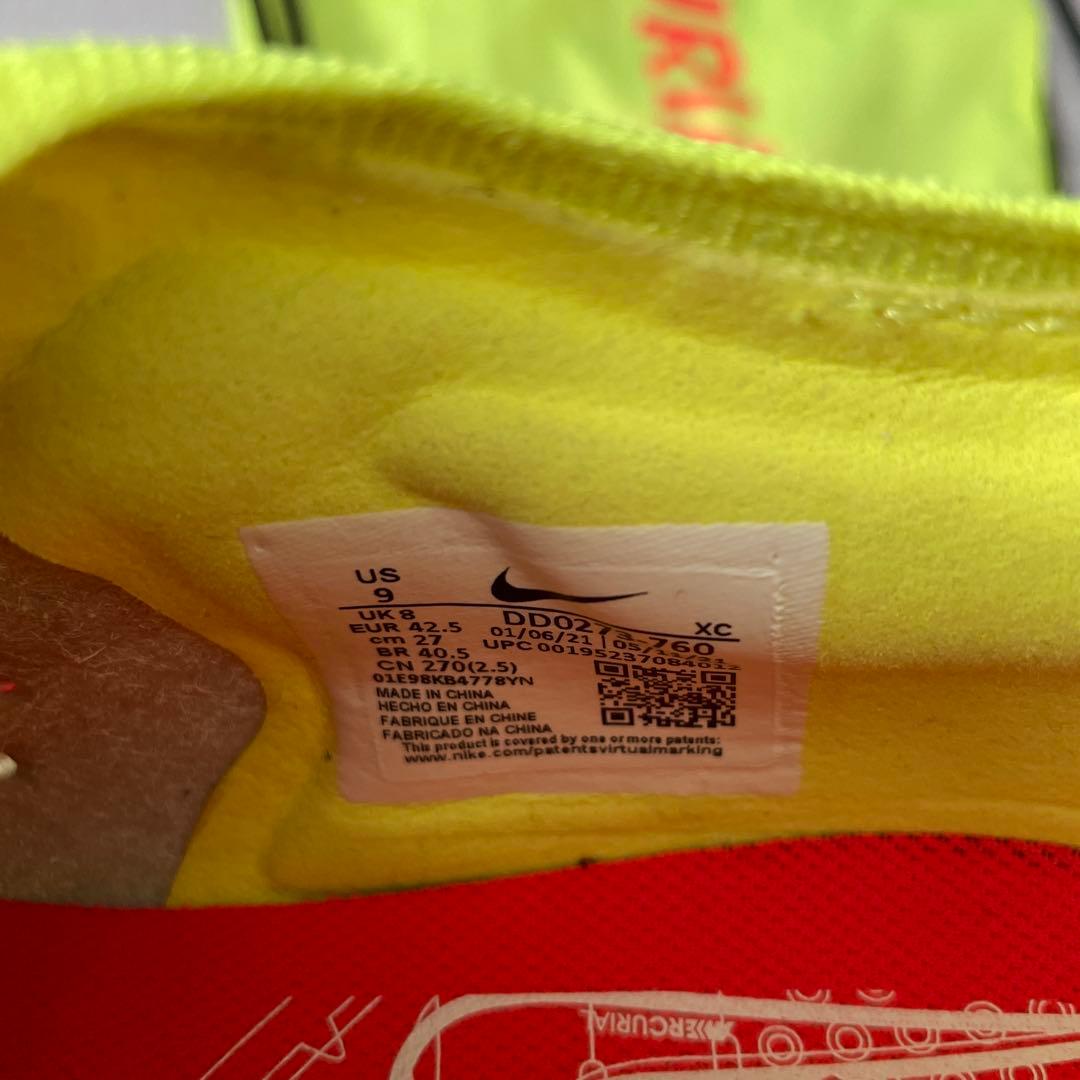 US
9
UK 8
EUR 42.5
cm 27
BR 40.5
CN 270(2.5)
01E98KB4778YN
XC
01/06/21
UPC
MADE IN CHINA
HECHO EN CHINA
FABRIQUE EN CHINE
FABRICADO NA CHINA
This product is covered by one or more patents:
www.nike.com/patentsvirtualmarking
MERCURIAL